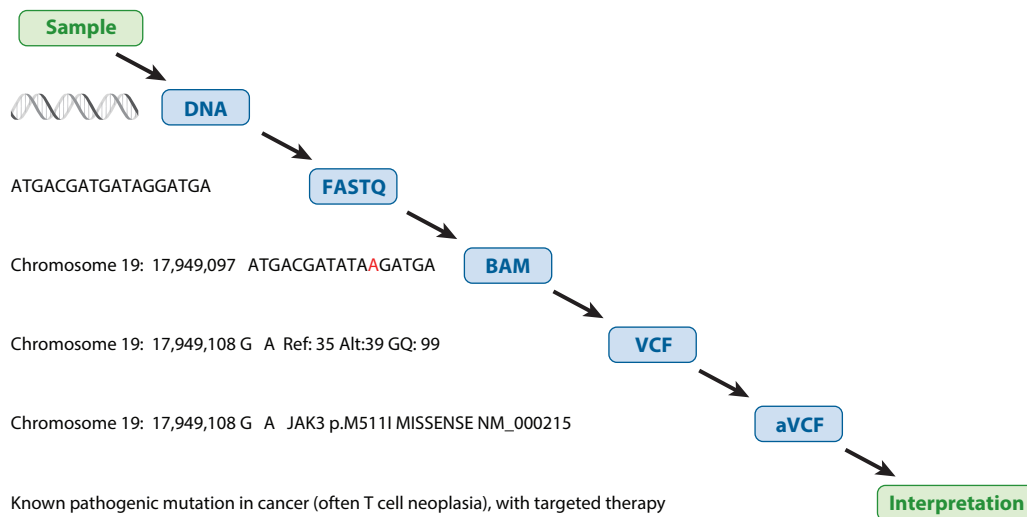 Sample
DNA
ATGACGATGATAGGATGA
FASTQ
Chromosome 19: 17,949,097 ATGACGATATAAGATGA
BAM
Chromosome 19: 17,949,108 G A Ref: 35 Alt:39 GQ: 99
VCF
Chromosome 19: 17,949,108 G A JAK3 p.M511I MISSENSE NM_000215
aVCF
Known pathogenic mutation in cancer (often T cell neoplasia), with targeted therapy
Interpretation